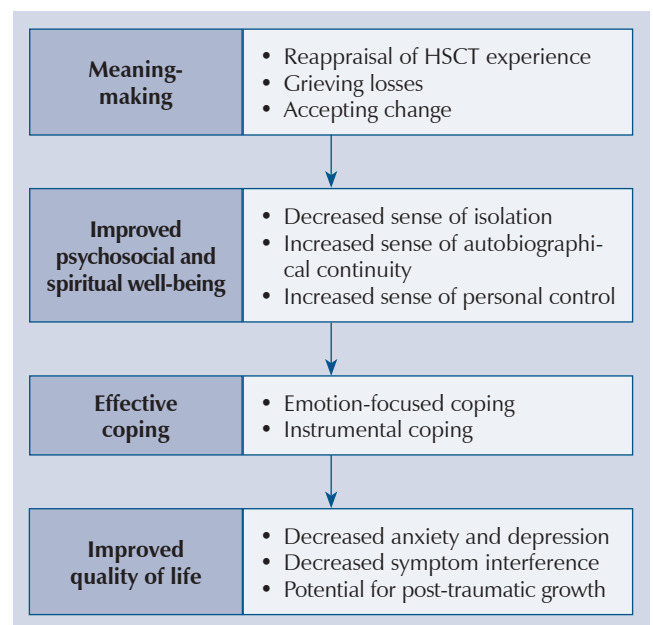 Meaning-
making
• Reappraisal of HSCT experience
• Grieving losses
• Accepting change
Improved
psychosocial and
spiritual well-being
• Decreased sense of isolation
• Increased sense of autobiographi-
cal continuity
• Increased sense of personal control
Effective
coping
• Emotion-focused coping
• Instrumental coping
Improved
quality of life
• Decreased anxiety and depression
• Decreased symptom interference
• Potential for post-traumatic growth